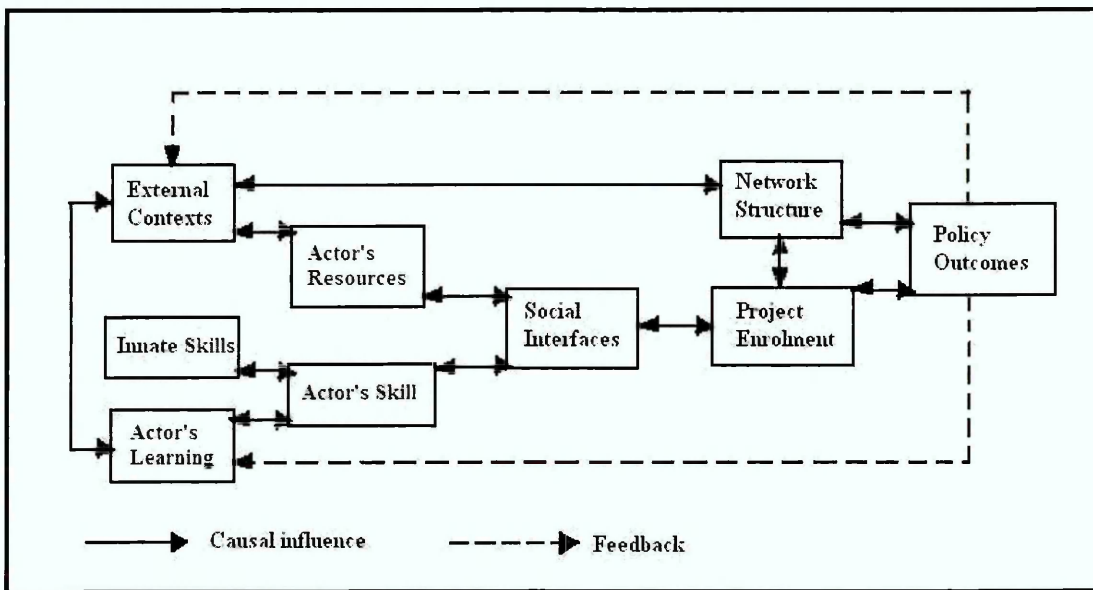 External
Contexts
Network
Structure
Policy
Outcomes
Actor's
Resources
Social
Interfaces
Project
Enrolment
Innate Skills
Actor's Skill
Actor's
Learning
Causal influence
Feedback